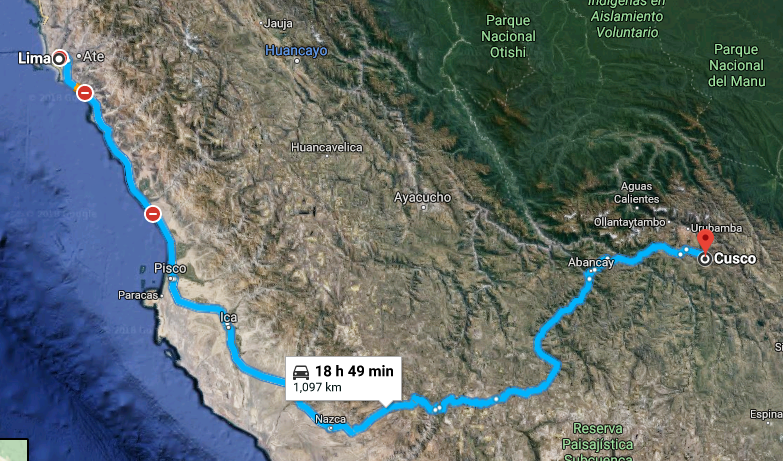 Indígenas en
Aislamiento
Voluntario
Jauja
Parque
Nacional
Otishi
Huancayo
Parque
Nacional
del Manu
Lima
Ate
Huancavelica
Ayacucho
Aguas
Calientes
Ollantaytambo
Urubamba
Abancay
Cusco
Pisco
Paracas
Ica
18 h 49 min
1,097 km
Nazca
Reserva
Paisajística
Subcuenca
Espina